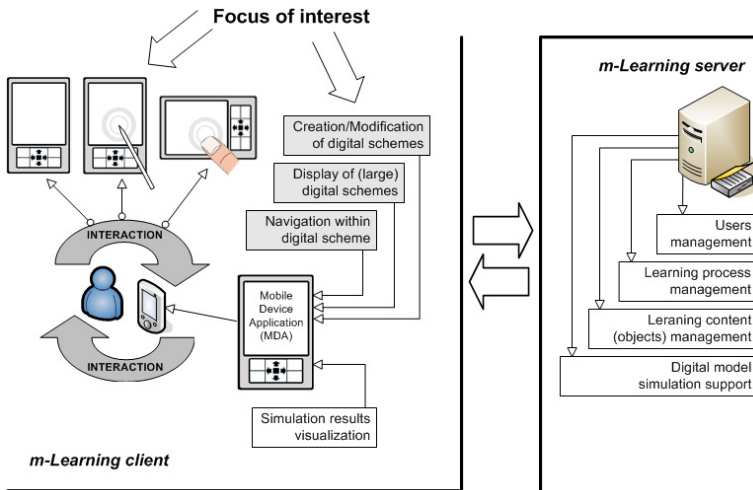 Focus of interest
Creation/Modification
of digital schemes
Display of (large)
digital schemes
Navigation within
digital scheme
INTERACTION
Mobile
Device
Application
(MDA)
INTERACTION
Simulation results
visualization
m-Learning client
m-Learning server
Users
management
Learning process
management
Leraning content
(objects) management
Digital model
simulation support